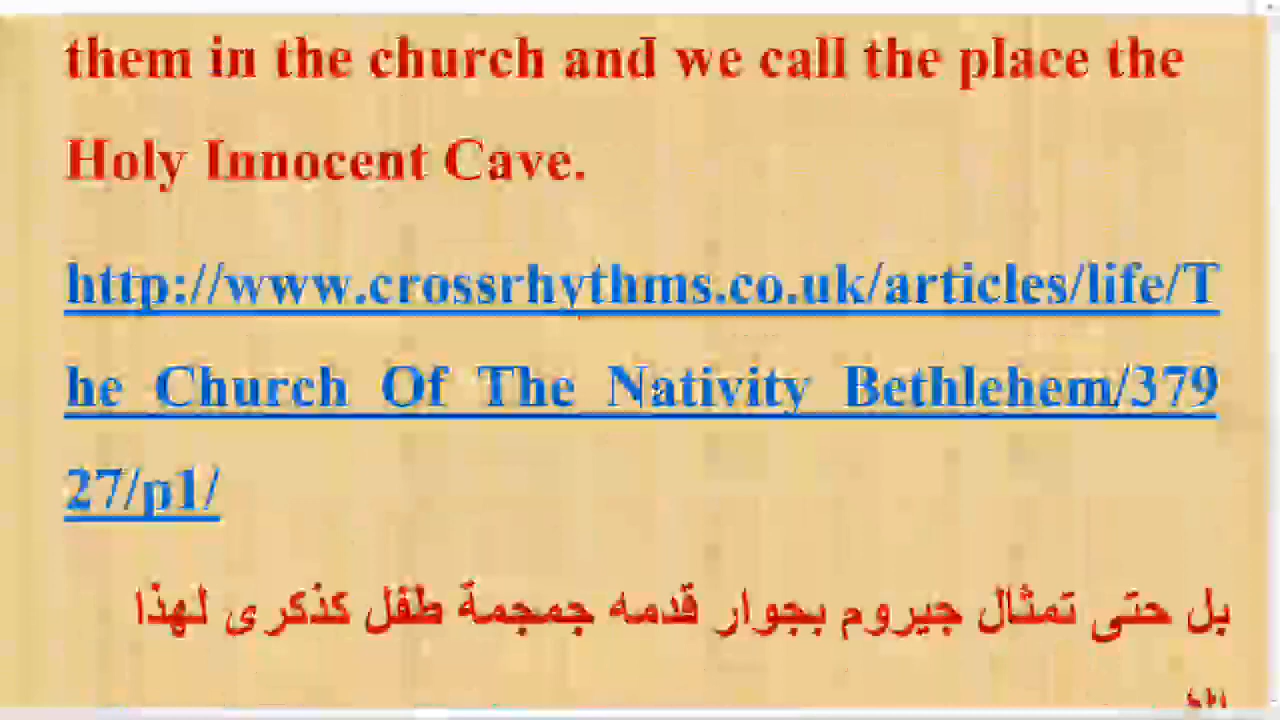 them in the church and we call the place the
Holy Innocent Cave.
http://www.crossrhythms.co.uk/articles/life/T
he Church Of The Nativity Bethlehem/379
27/p1/
بل حتى تمثال جيروم بجوار قدمه جمجمة طفل كذكرى لهذا